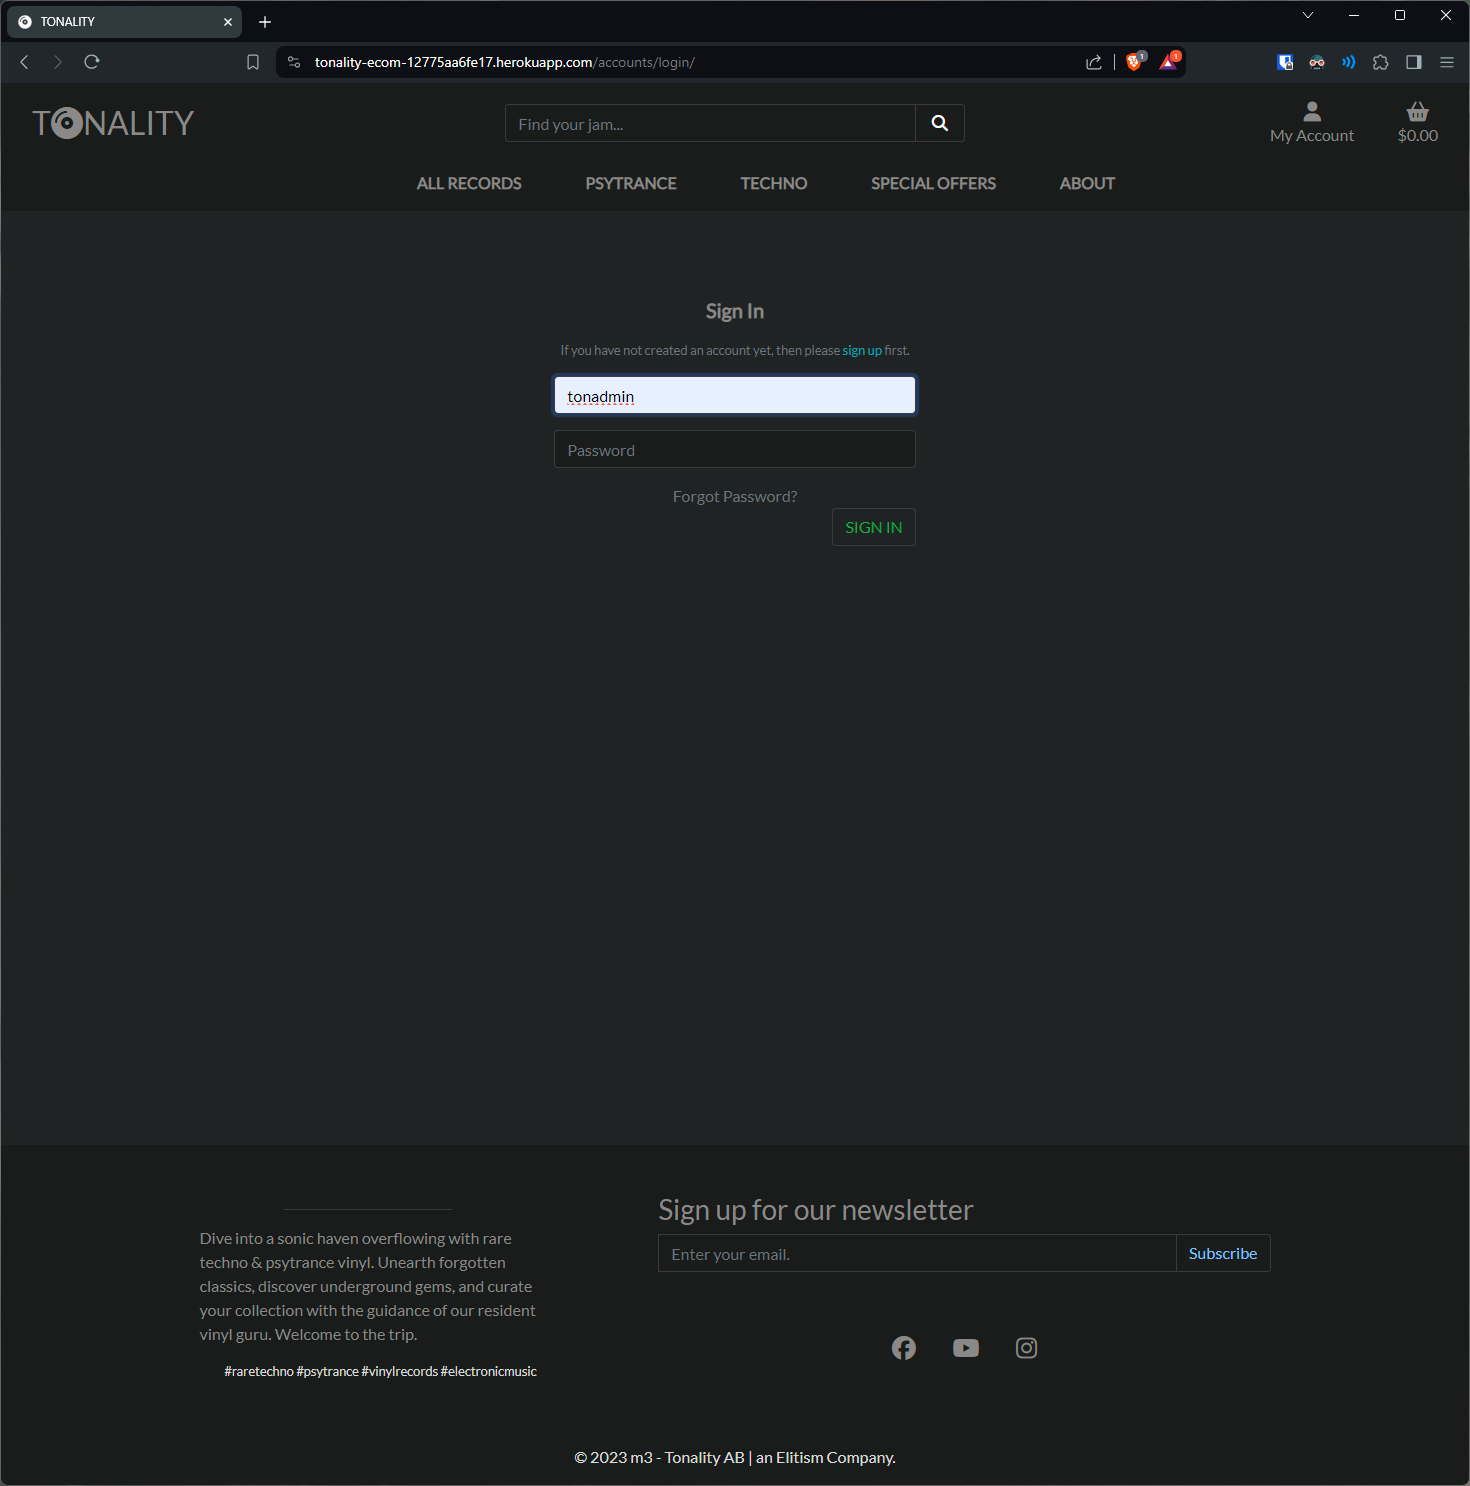 TONALITY
tonality-ecom-12775aa6fe17.herokuapp.com/accounts/login/
1
1
TONALITY
Find your jam...
My Account
$0.00
ALL RECORDS PSYTRANCE TECHNO SPECIAL OFFERS ABOUT
Sign In
If you have not created an account yet, then please sign up first.
tonadmin
Password
Forgot Password?
SIGN IN
Dive into a sonic haven overflowing with rare
techno & psytrance vinyl. Unearth forgotten
classics, discover underground gems, and curate
your collection with the guidance of our resident
vinyl guru. Welcome to the trip.
#raretechno #psytrance #vinylrecords #electronicmusic
Sign up for our newsletter
Enter your email.
Subscribe
© 2023 m3 - Tonality AB | an Elitism Company.